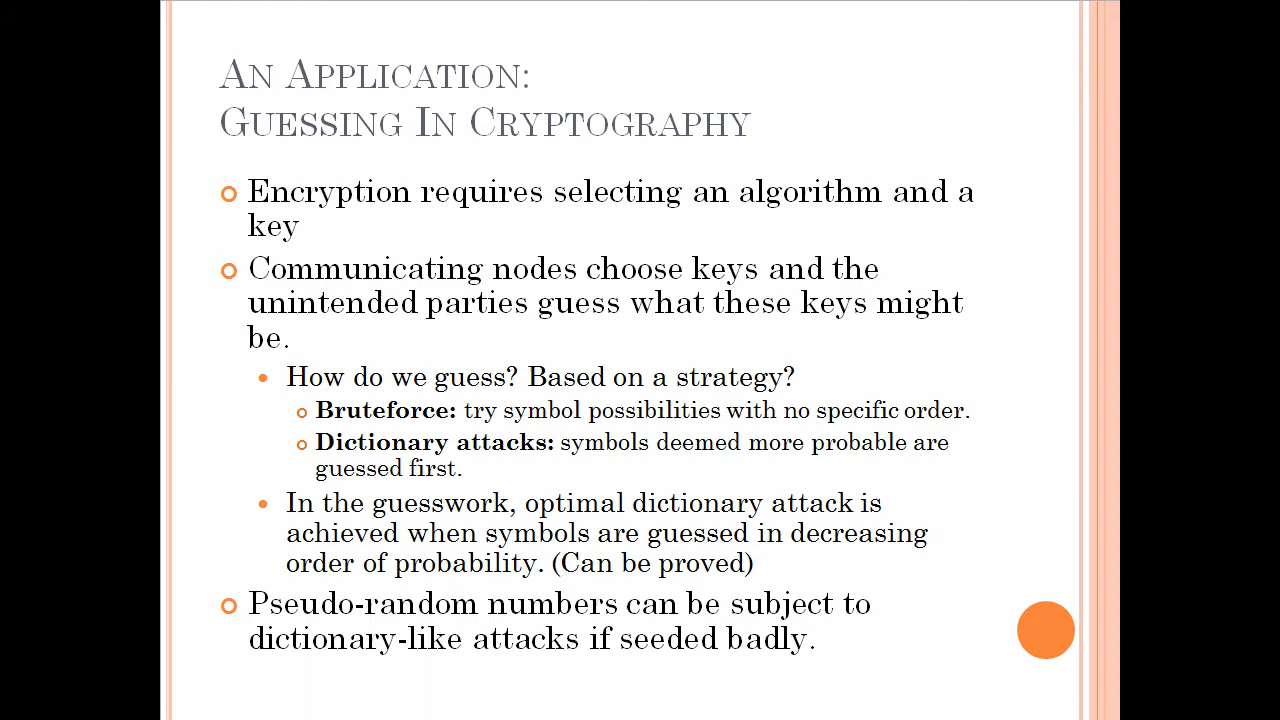 An Application:
Guessing In Cryptography
Encryption requires selecting an algorithm and a
key
Communicating nodes choose keys and the
unintended parties guess what these keys might
be.
How do we guess? Based on a strategy?
Bruteforce: try symbol possibilities with no specific order.
Dictionary attacks: symbols deemed more probable are
guessed first.
In the guesswork, optimal dictionary attack is
achieved when symbols are guessed in decreasing
order of probability. (Can be proved)
Pseudo-random numbers can be subject to
dictionary-like attacks if seeded badly.